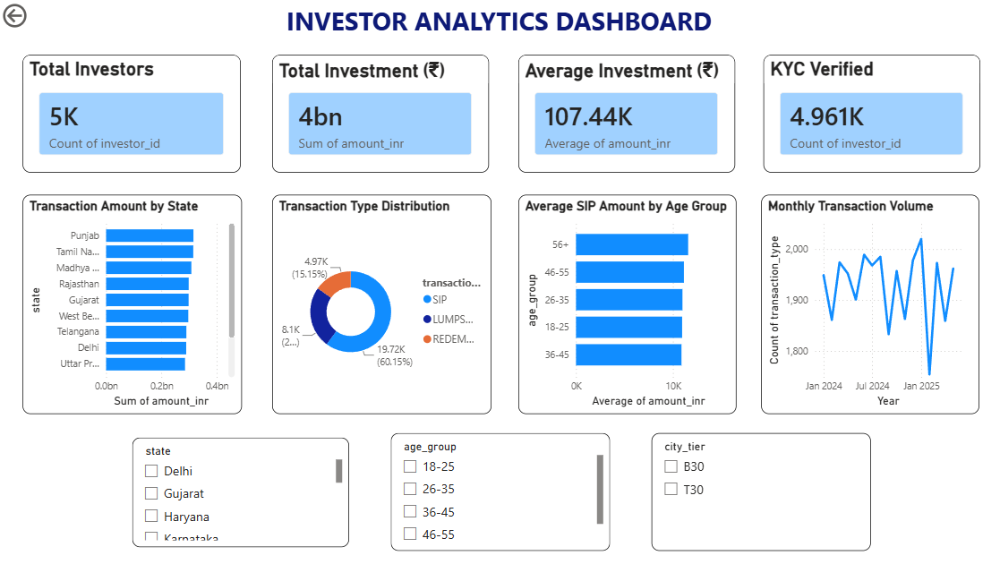 INVESTOR ANALYTICS DASHBOARD
Total Investors
5K
Count of investor_id
Total Investment (₹)
4bn
Sum of amount_inr
Average Investment (₹)
107.44K
Average of amount_inr
KYC Verified
4.961K
Count of investor_id
Transaction Amount by State
state
Punjab
Tamil Na...
Madhya ...
Rajasthan
Gujarat
West Be...
Telangana
Delhi
Uttar Pr...
0.0bn 0.2bn 0.4bn
Sum of amount_inr
Transaction Type Distribution
4.97K
(15.15%)
8.1K
(2...)
19.72K
(60.15%)
transactio...
SIP
LUMPS...
REDEM...
Average SIP Amount by Age Group
age_group
56+
46-55
26-35
18-25
36-45
0K 10K
Average of amount_inr
Monthly Transaction Volume
Count of transaction_type
2,000
1,900
1,800
Jan 2024 Jul 2024 Jan 2025
Year
state
Delhi
Gujarat
Haryana
Karnataka
age_group
18-25
26-35
36-45
46-55
city_tier
B30
T30